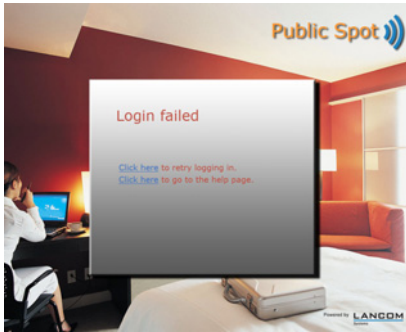 Public Spot
Login failed
Click here to retry logging in.
Click here to go to the help page.
Powered by LANCOM
Systems